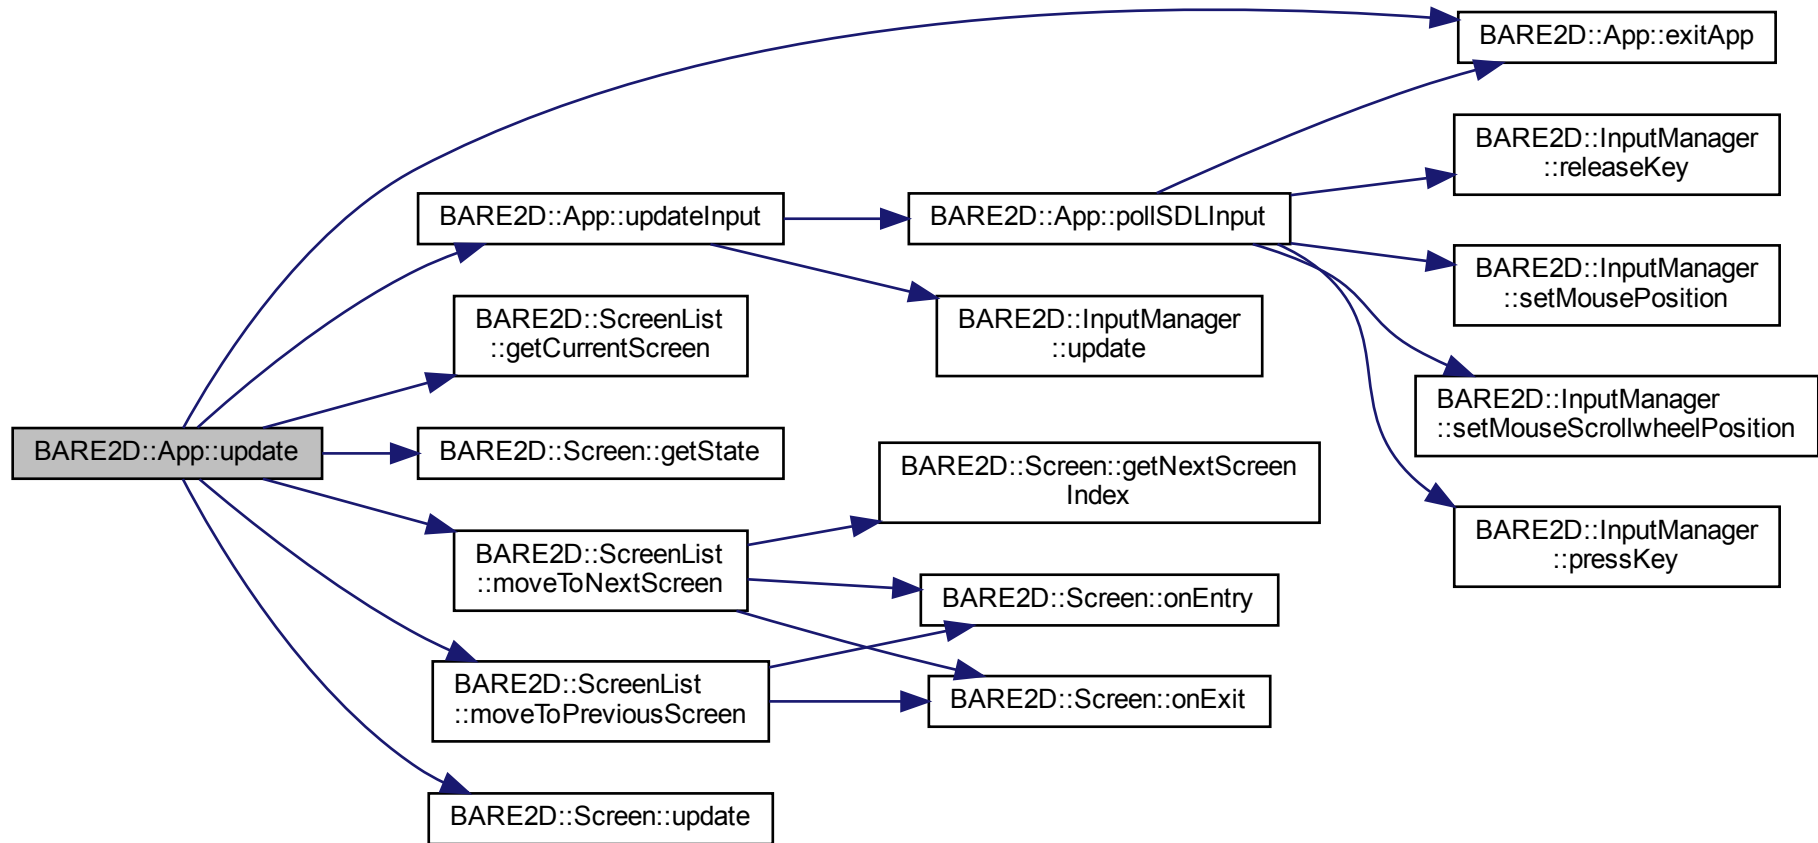 BARE2D::App::exitApp
BARE2D::InputManager
::releaseKey
BARE2D::App::updateInput
BARE2D::App::pollSDLInput
BARE2D::InputManager
::setMousePosition
BARE2D::ScreenList
::getCurrentScreen
BARE2D::InputManager
::update
BARE2D::InputManager
::setMouseScrollwheelPosition
BARE2D::App::update
BARE2D::Screen::getState
BARE2D::Screen::getNextScreen
Index
BARE2D::InputManager
::pressKey
BARE2D::ScreenList
::moveToNextScreen
BARE2D::Screen::onEntry
BARE2D::ScreenList
::moveToPreviousScreen
BARE2D::Screen::onExit
BARE2D::Screen::update